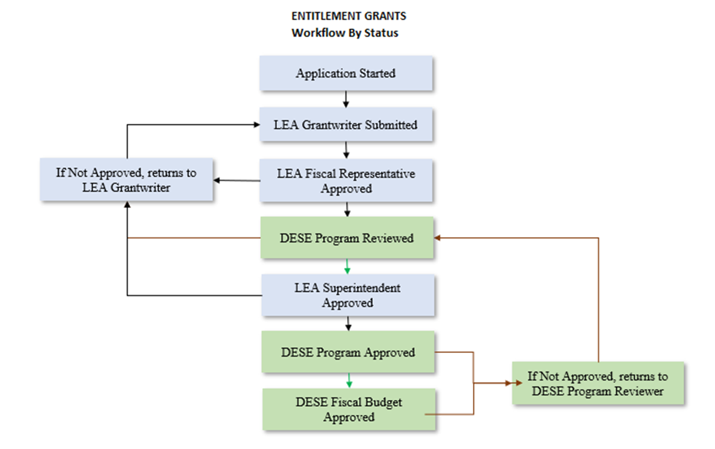 ENTITLEMENT GRANTS
Workflow By Status
Application Started
LEA Grantwriter Submitted
If Not Approved, returns to
LEA Grantwriter
LEA Fiscal Representative
Approved
DESE Program Reviewed
LEA Superintendent
Approved
DESE Program Approved
If Not Approved, returns to
DESE Program Reviewer
DESE Fiscal Budget
Approved